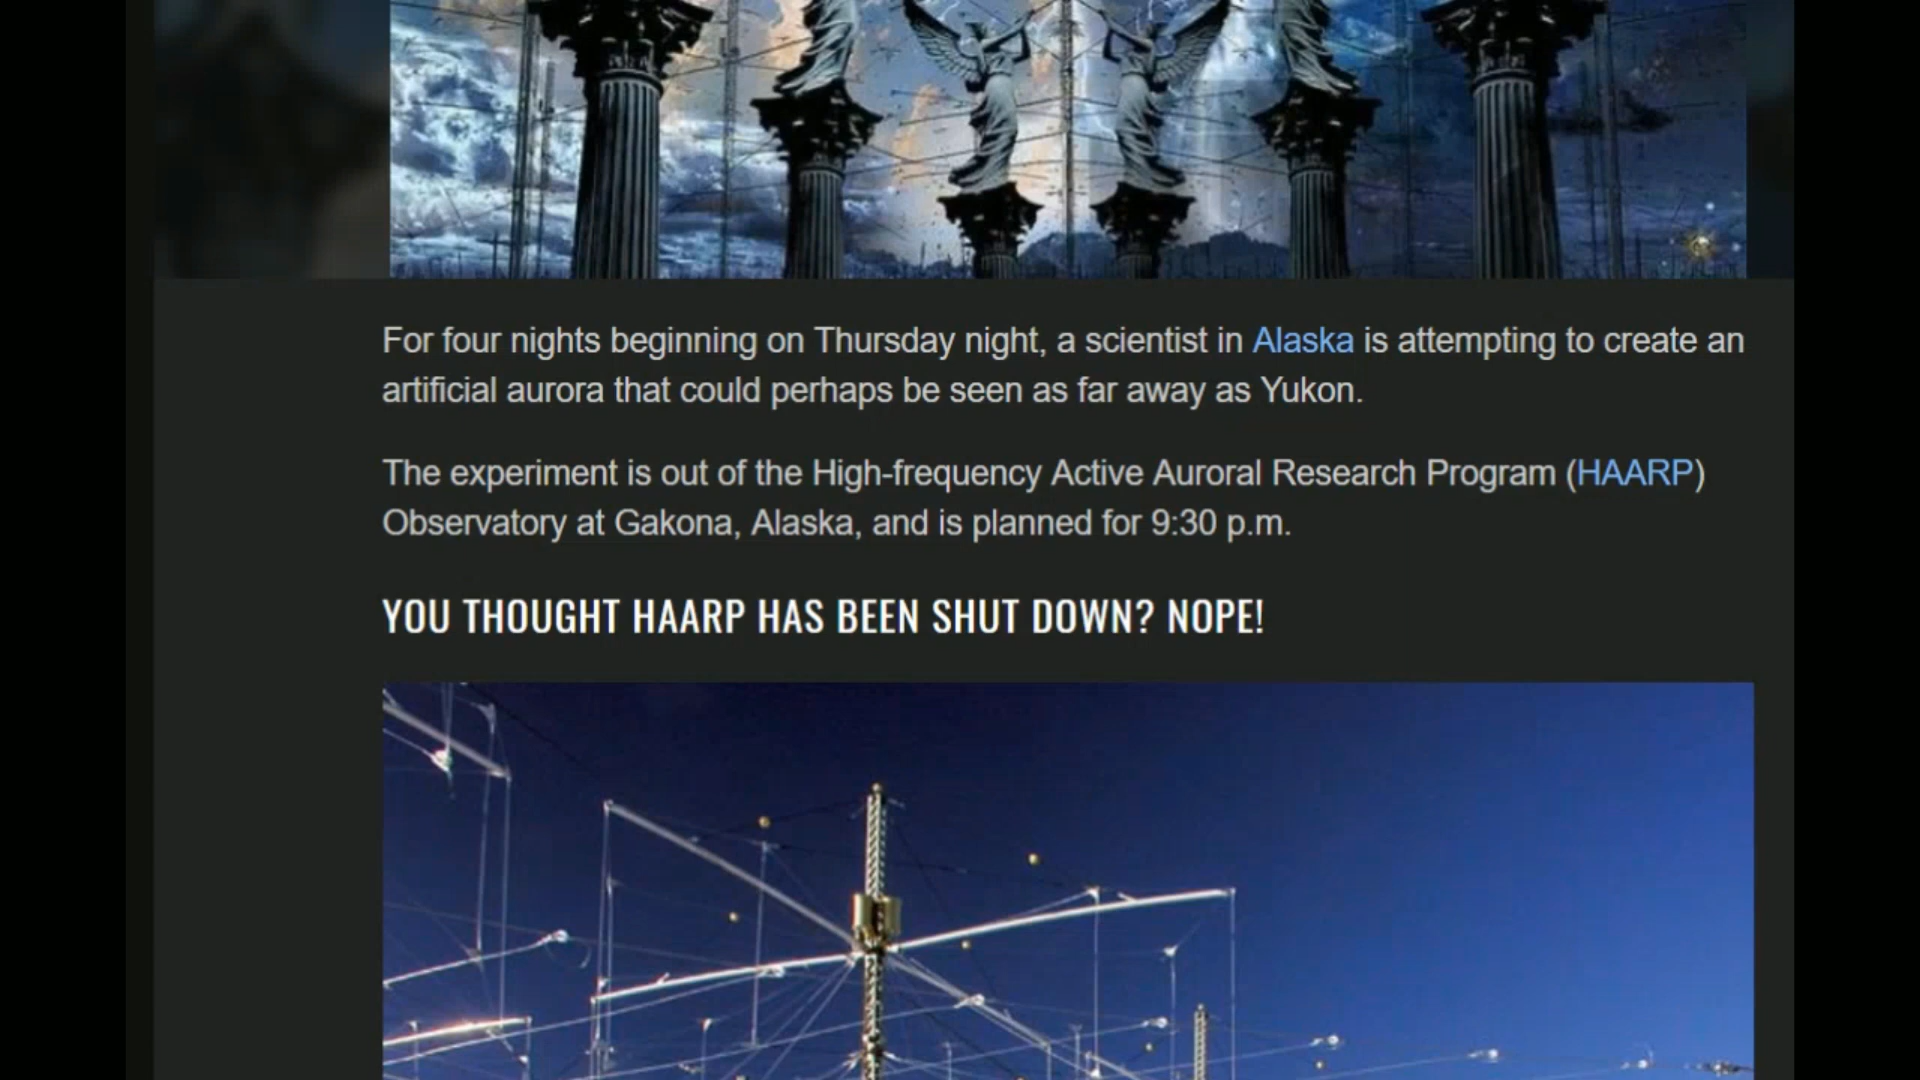 For four nights beginning on Thursday night, a scientist in Alaska is attempting to create an
artificial aurora that could perhaps be seen as far away as Yukon.
The experiment is out of the High-frequency Active Auroral Research Program (HAARP)
Observatory at Gakona, Alaska, and is planned for 9:30 p.m.
YOU THOUGHT HAARP HAS BEEN SHUT DOWN? NOPE!